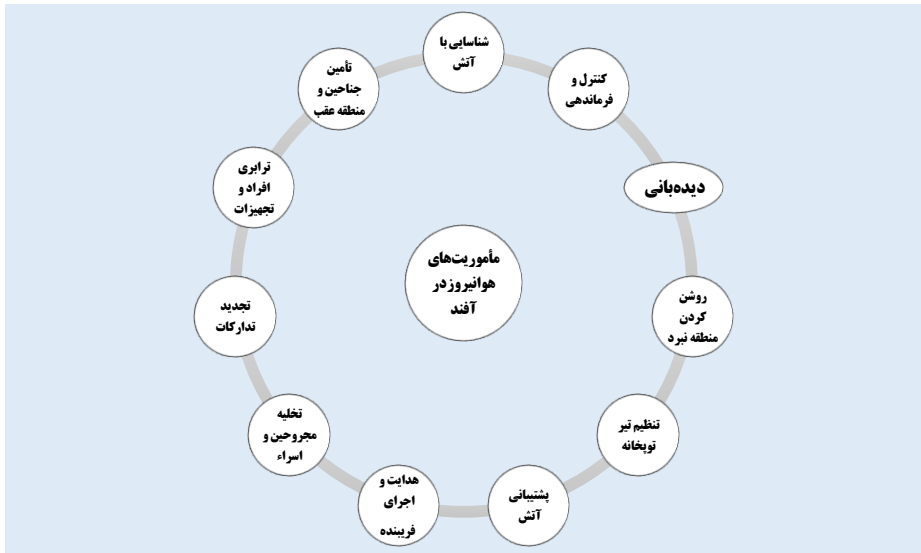 مأموریت‌های
هوانیروز در
آفند
شناسایی با
آتش
کنترل و
فرماندهی
دیده‌بانی
روشن
کردن
منطقه نبرد
تنظیم تیر
توپخانه
پشتیبانی
آتش
هدایت و
اجرای
فریبنده
تخلیه
مجروحین و
اسراء
تجدید
تدارکات
ترابری
افراد و
تجهیزات
تأمین
جناحین و
منطقه عقب